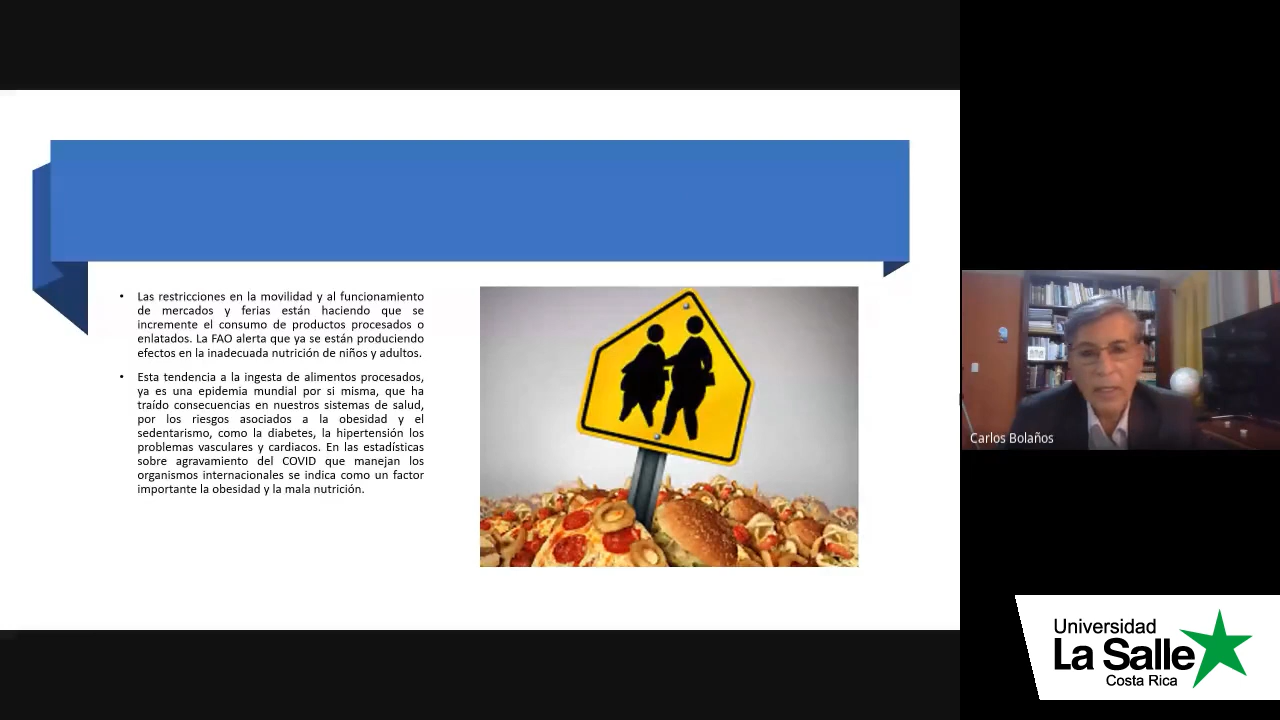 • Las restricciones en la movilidad y al funcionamiento
de mercados y ferias están haciendo que se
incremente el consumo de productos procesados o
enlatados. La FAO alerta que ya se están produciendo
efectos en la inadecuada nutrición de niños y adultos.
• Esta tendencia a la ingesta de alimentos procesados,
ya es una epidemia mundial por si misma, que ha
traído consecuencias en nuestros sistemas de salud,
por los riesgos asociados a la obesidad y el
sedentarismo, como la diabetes, la hipertensión los
problemas vasculares y cardiacos. En las estadísticas
sobre agravamiento del COVID que manejan los
organismos internacionales se indica como un factor
importante la obesidad y la mala nutrición.
Carlos Bolaños
Universidad
La Salle
Costa Rica